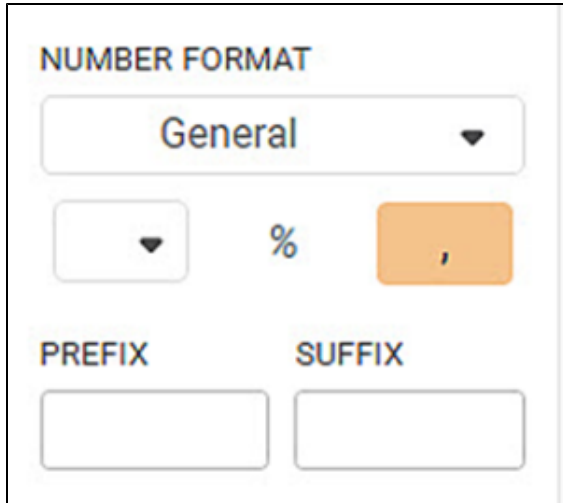 NUMBER FORMAT
General
% ,
PREFIX SUFFIX